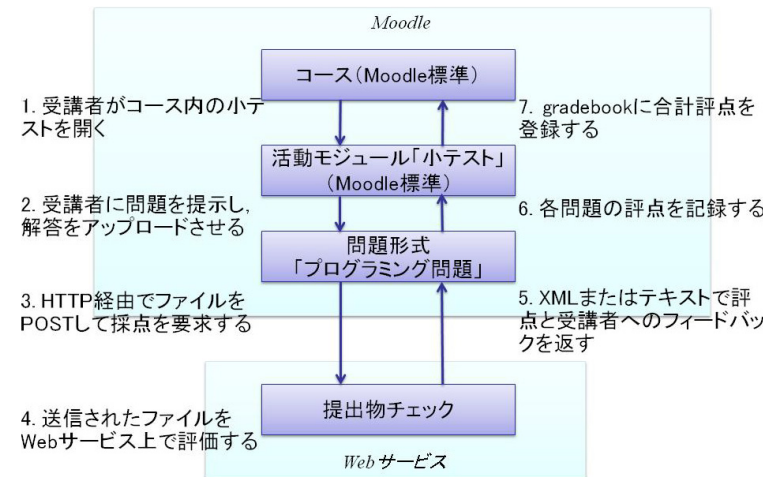 Moodle
コース(Moodle標準)
1. 受講者がコース内の小テ
ストを開く
7. gradebookに合計評点を
登録する
活動モジュール「小テスト」
(Moodle標準)
2. 受講者に問題を提示し,
解答をアップロードさせる
6. 各問題の評点を記録する
問題形式
「プログラミング問題」
3. HTTP経由でファイルを
POSTして採点を要求する
5. XMLまたはテキストで評
点と受講者へのフィードバッ
クを返す
提出物チェック
4. 送信されたファイルを
Webサービス上で評価する
Webサービス